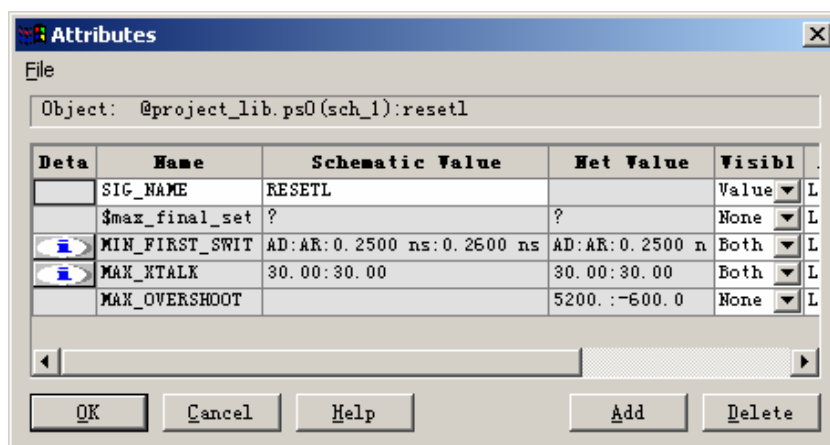 Attributes
File
Object: @project_lib.ps0(sch_1):resetl
Deta Name Schematic Value Net Value Visibl
SIG_NAME RESETL Value L
$max_final_set ? ? None L
MIN_FIRST_SWIT AD:AR:0.2500 ns:0.2600 ns AD:AR:0.2500 n Both L
MAX_XTALK 30.00:30.00 30.00:30.00 Both L
MAX_OVERSHOOT 5200.:-600.0 None L
OK Cancel Help Add Delete